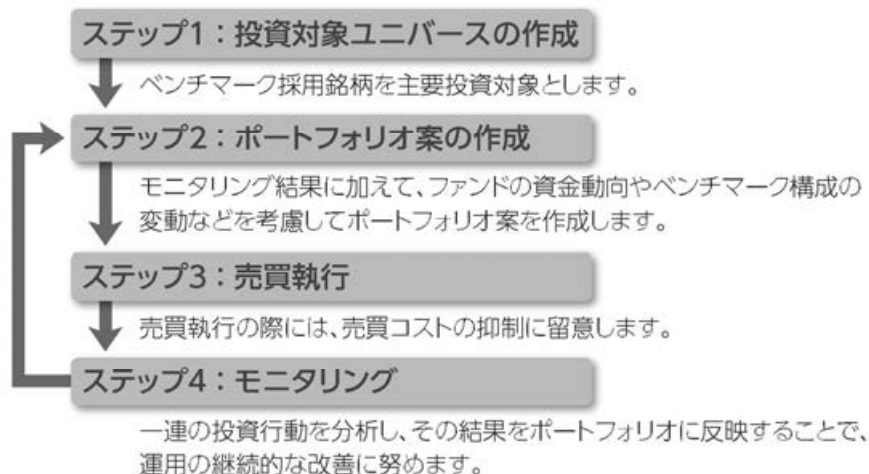 ステップ1：投資対象ユニバースの作成
ベンチマーク採用銘柄を主要投資対象とします。
ステップ2：ポートフォリオ案の作成
モニタリング結果に加えて、ファンドの資金動向やベンチマーク構成の
変動などを考慮してポートフォリオ案を作成します。
ステップ3：売買執行
売買執行の際には、売買コストの抑制に留意します。
ステップ4：モニタリング
一連の投資行動を分析し、その結果をポートフォリオに反映することで、
運用の継続的な改善に努めます。